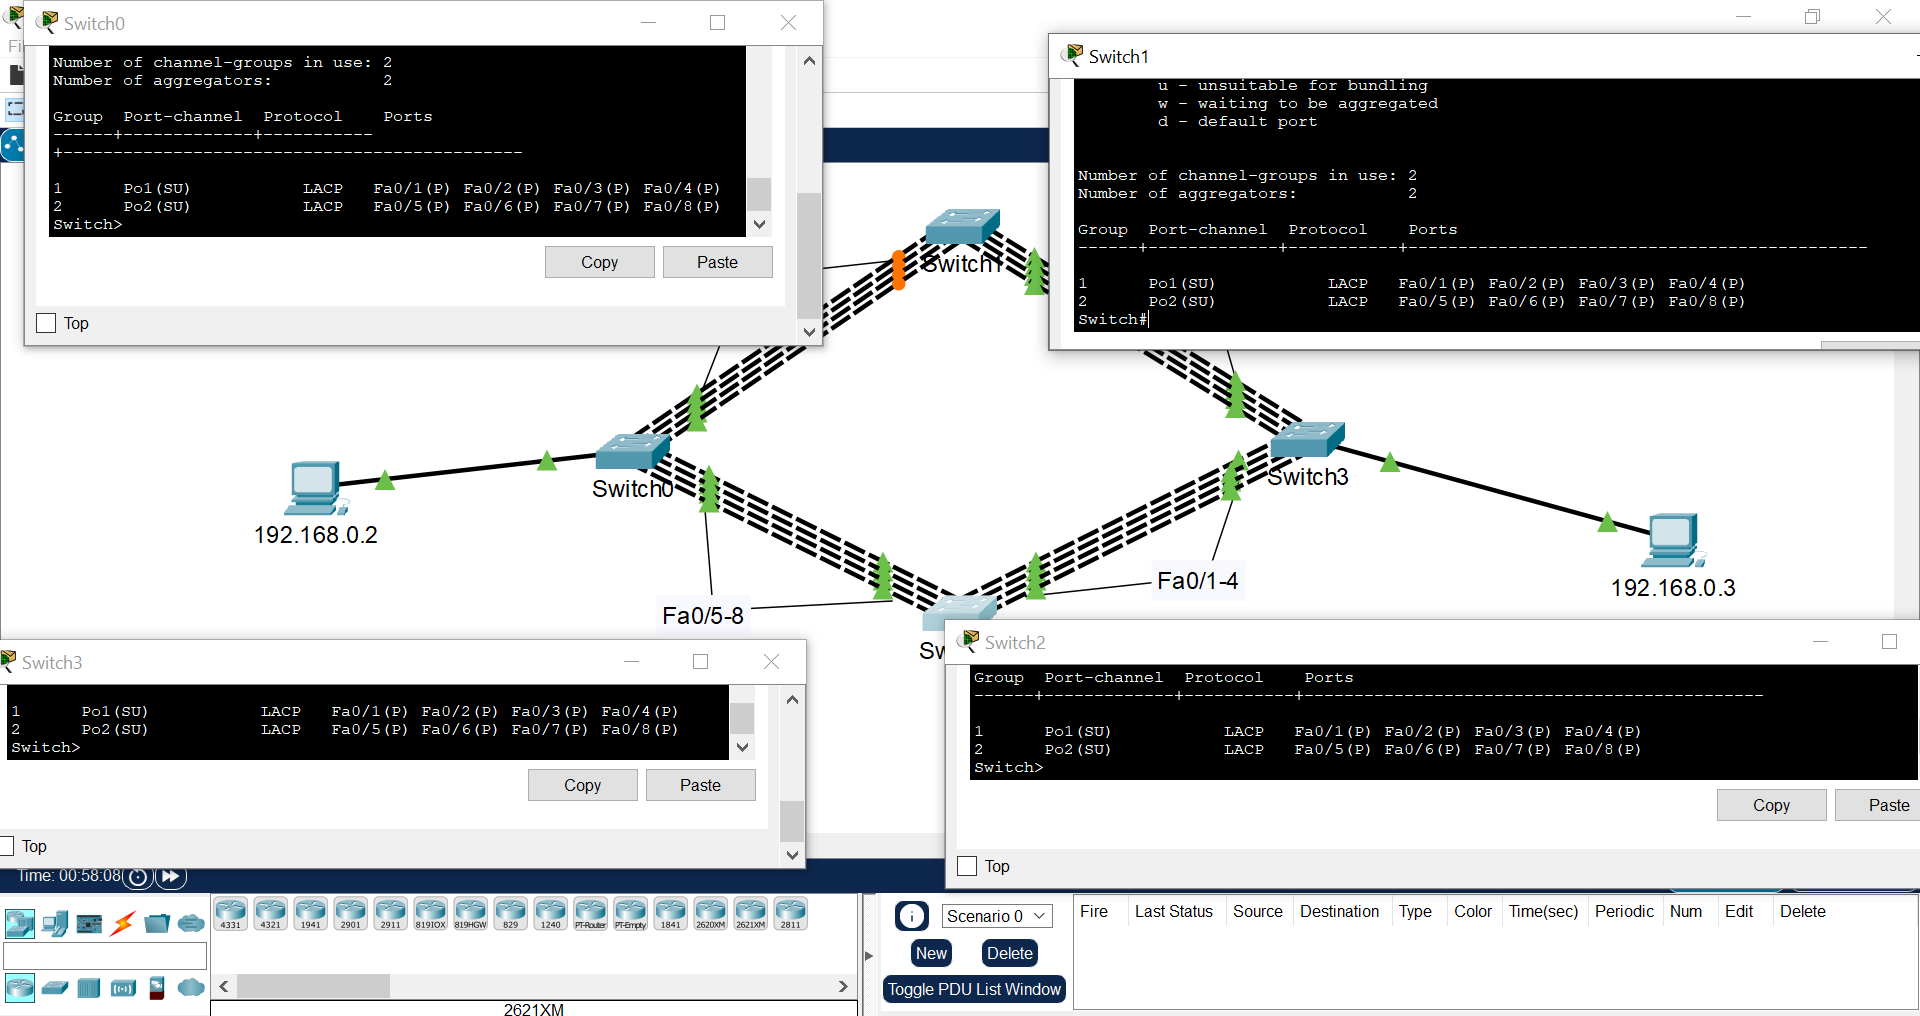 Switch0
Number of channel-groups in use: 2
Number of aggregators:           2
Group  Port-channel  Protocol    Ports
------+-------------+-----------
+----------------------------------------------
1      Po1(SU)           LACP   Fa0/1(P) Fa0/2(P) Fa0/3(P) Fa0/4(P)
2      Po2(SU)           LACP   Fa0/5(P) Fa0/6(P) Fa0/7(P) Fa0/8(P)
Switch>
Copy Paste
Top
Switch1
u - unsuitable for bundling
w - waiting to be aggregated
d - default port
Number of channel-groups in use: 2
Number of aggregators:           2
Group  Port-channel  Protocol    Ports
------+-------------+-----------+----------------------------------------------
1      Po1(SU)           LACP   Fa0/1(P) Fa0/2(P) Fa0/3(P) Fa0/4(P)
2      Po2(SU)           LACP   Fa0/5(P) Fa0/6(P) Fa0/7(P) Fa0/8(P)
Switch#
Switch1
Switch0
Switch3
192.168.0.2
192.168.0.3
Fa0/1-4
Fa0/5-8
Switch3
1      Po1(SU)           LACP   Fa0/1(P) Fa0/2(P) Fa0/3(P) Fa0/4(P)
2      Po2(SU)           LACP   Fa0/5(P) Fa0/6(P) Fa0/7(P) Fa0/8(P)
Switch>
Copy Paste
Top
Switch2
Group  Port-channel  Protocol    Ports
------+-------------+-----------+----------------------------------------------
1      Po1(SU)           LACP   Fa0/1(P) Fa0/2(P) Fa0/3(P) Fa0/4(P)
2      Po2(SU)           LACP   Fa0/5(P) Fa0/6(P) Fa0/7(P) Fa0/8(P)
Switch>
Copy Paste
Top
Time: 00:58:08
4331 4321 1941 2901 2911 819IOX 819HGW 829 1240 PT-Router PT-Empty 1841 2620XM 2621XM 2811
2621XM
Scenario 0
New Delete
Toggle PDU List Window
Fire Last Status Source Destination Type Color Time(sec) Periodic Num Edit Delete